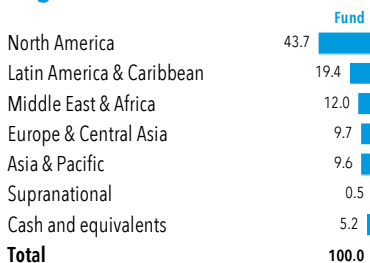 Fund
North America 43.7
Latin America & Caribbean 19.4
Middle East & Africa 12.0
Europe & Central Asia 9.7
Asia & Pacific 9.6
Supranational 0.5
Cash and equivalents 5.2
Total 100.0